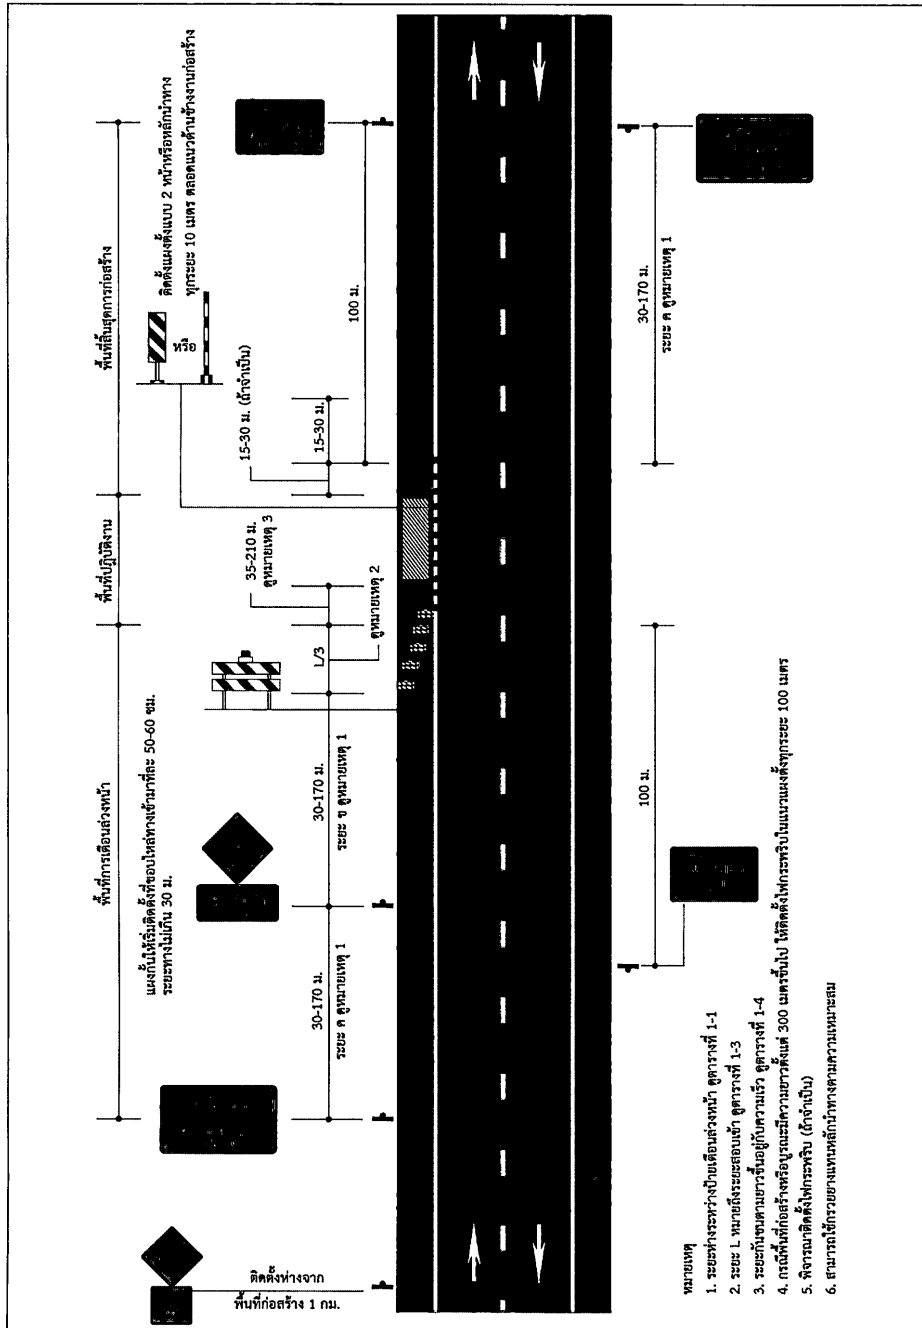 พื้นที่การเตือนล่วงหน้า
พื้นที่ปฏิบัติงาน
พื้นที่สิ้นสุดการก่อสร้าง
แผงกั้นให้เริ่มติดตั้งที่ขอบไหล่ทางเข้ามาทีละ 50-60 ซม.
ระยะทางไม่เกิน 30 ม.
ติดตั้งแผงตั้งแบบ 2 หน้าหรือหลักนำทาง
ทุกระยะ 10 เมตร ตลอดแนวด้านข้างงานก่อสร้าง
หรือ
ติดตั้งห่างจาก
พื้นที่ก่อสร้าง 1 กม.
30-170 ม.
ระยะ ค ดูหมายเหตุ 1
30-170 ม.
ระยะ ข ดูหมายเหตุ 1
L/3
ดูหมายเหตุ 2
35-210 ม.
ดูหมายเหตุ 3
15-30 ม. (ถ้าจำเป็น)
15-30 ม.
100 ม.
100 ม.
30-170 ม.
ระยะ ค ดูหมายเหตุ 1
หมายเหตุ
1. ระยะห่างระหว่างป้ายเตือนล่วงหน้า ดูตารางที่ 1-1
2. ระยะ L หมายถึงระยะสอบเข้า ดูตารางที่ 1-3
3. ระยะกันชนตามยาวขึ้นอยู่กับความเร็ว ดูตารางที่ 1-4
4. กรณีพื้นที่ก่อสร้างหรือบูรณะมีความยาวตั้งแต่ 300 เมตรขึ้นไป ให้ติดตั้งไฟกระพริบในแนวแผงตั้งทุกระยะ 100 เมตร
5. พิจารณาติดตั้งไฟกระพริบ (ถ้าจำเป็น)
6. สามารถใช้กรวยยางแทนหลักนำทางตามความเหมาะสม